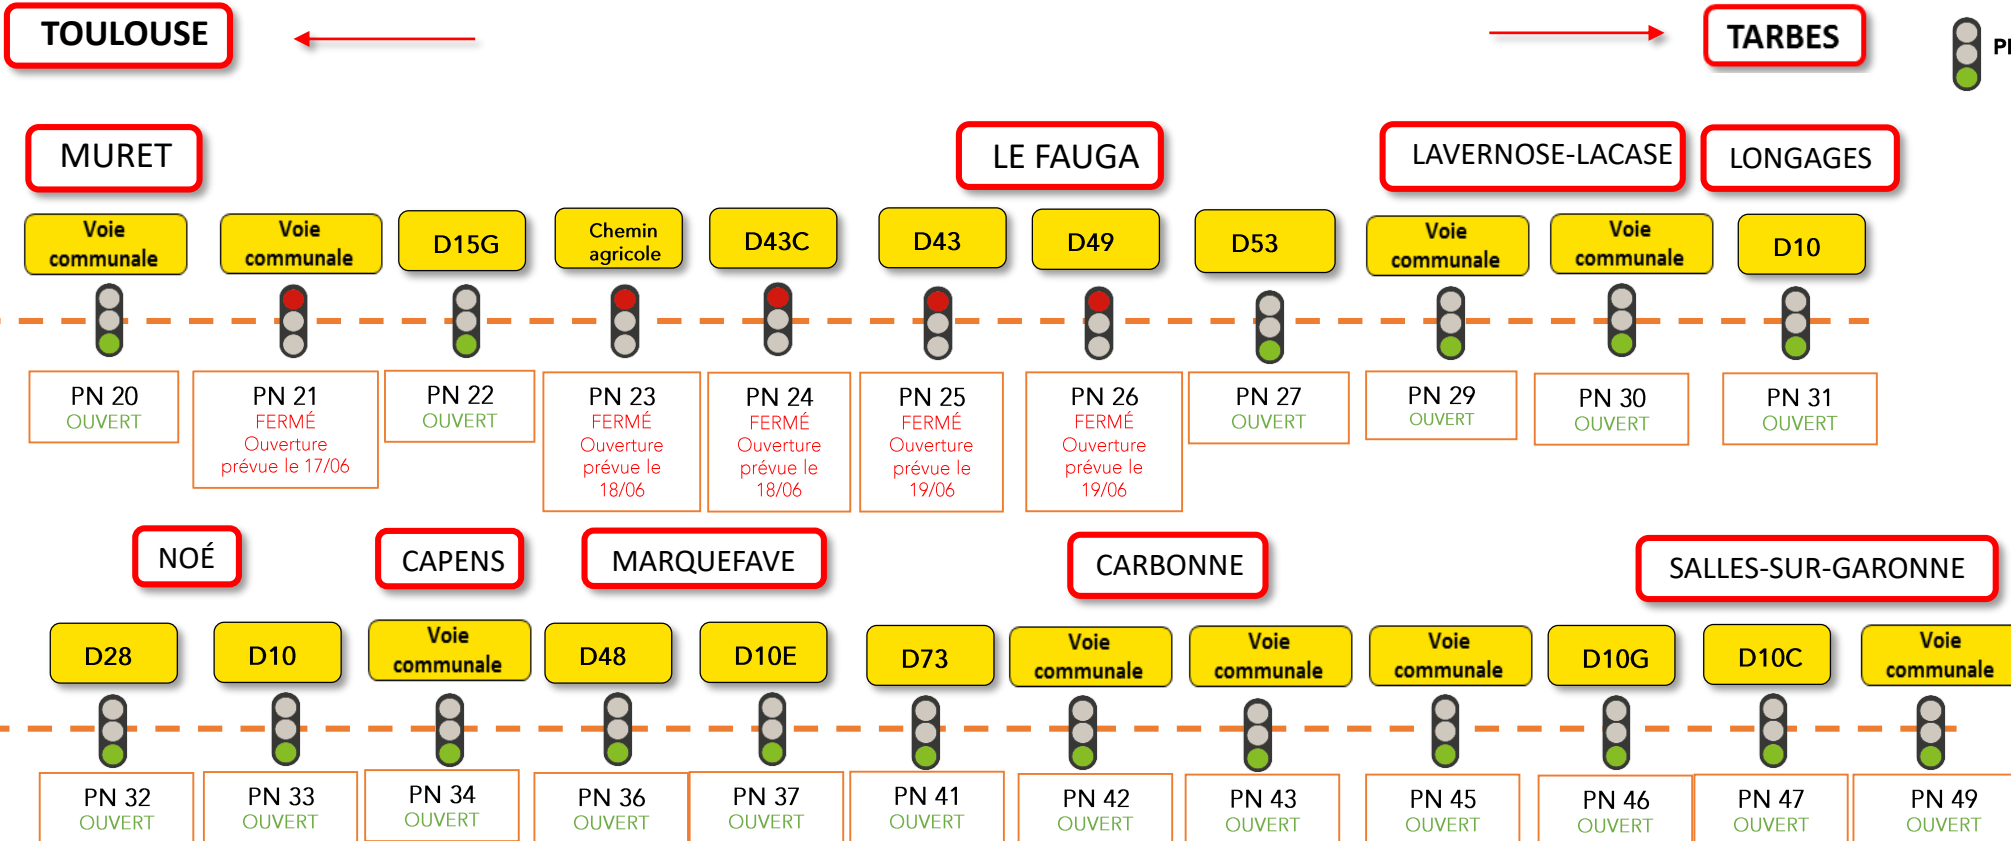 TOULOUSE
TARBES
MURET
LE FAUGA
LAVERNOSE-LACASE
LONGAGES
Voie
communale
Voie
communale
D15G
Chemin
agricole
D43C
D43
D49
D53
Voie
communale
Voie
communale
D10
PN 20
OUVERT
PN 21
FERMÉ
Ouverture
prévue le 17/06
PN 22
OUVERT
PN 23
FERMÉ
Ouverture
prévue le
18/06
PN 24
FERMÉ
Ouverture
prévue le
18/06
PN 25
FERMÉ
Ouverture
prévue le
19/06
PN 26
FERMÉ
Ouverture
prévue le
19/06
PN 27
OUVERT
PN 29
OUVERT
PN 30
OUVERT
PN 31
OUVERT
NOÉ
CAPENS
MARQUEFAVE
CARBONNE
SALLES-SUR-GARONNE
D28
D10
Voie
communale
D48
D10E
D73
Voie
communale
Voie
communale
Voie
communale
D10G
D10C
Voie
communale
PN 32
OUVERT
PN 33
OUVERT
PN 34
OUVERT
PN 36
OUVERT
PN 37
OUVERT
PN 41
OUVERT
PN 42
OUVERT
PN 43
OUVERT
PN 45
OUVERT
PN 46
OUVERT
PN 47
OUVERT
PN 49
OUVERT